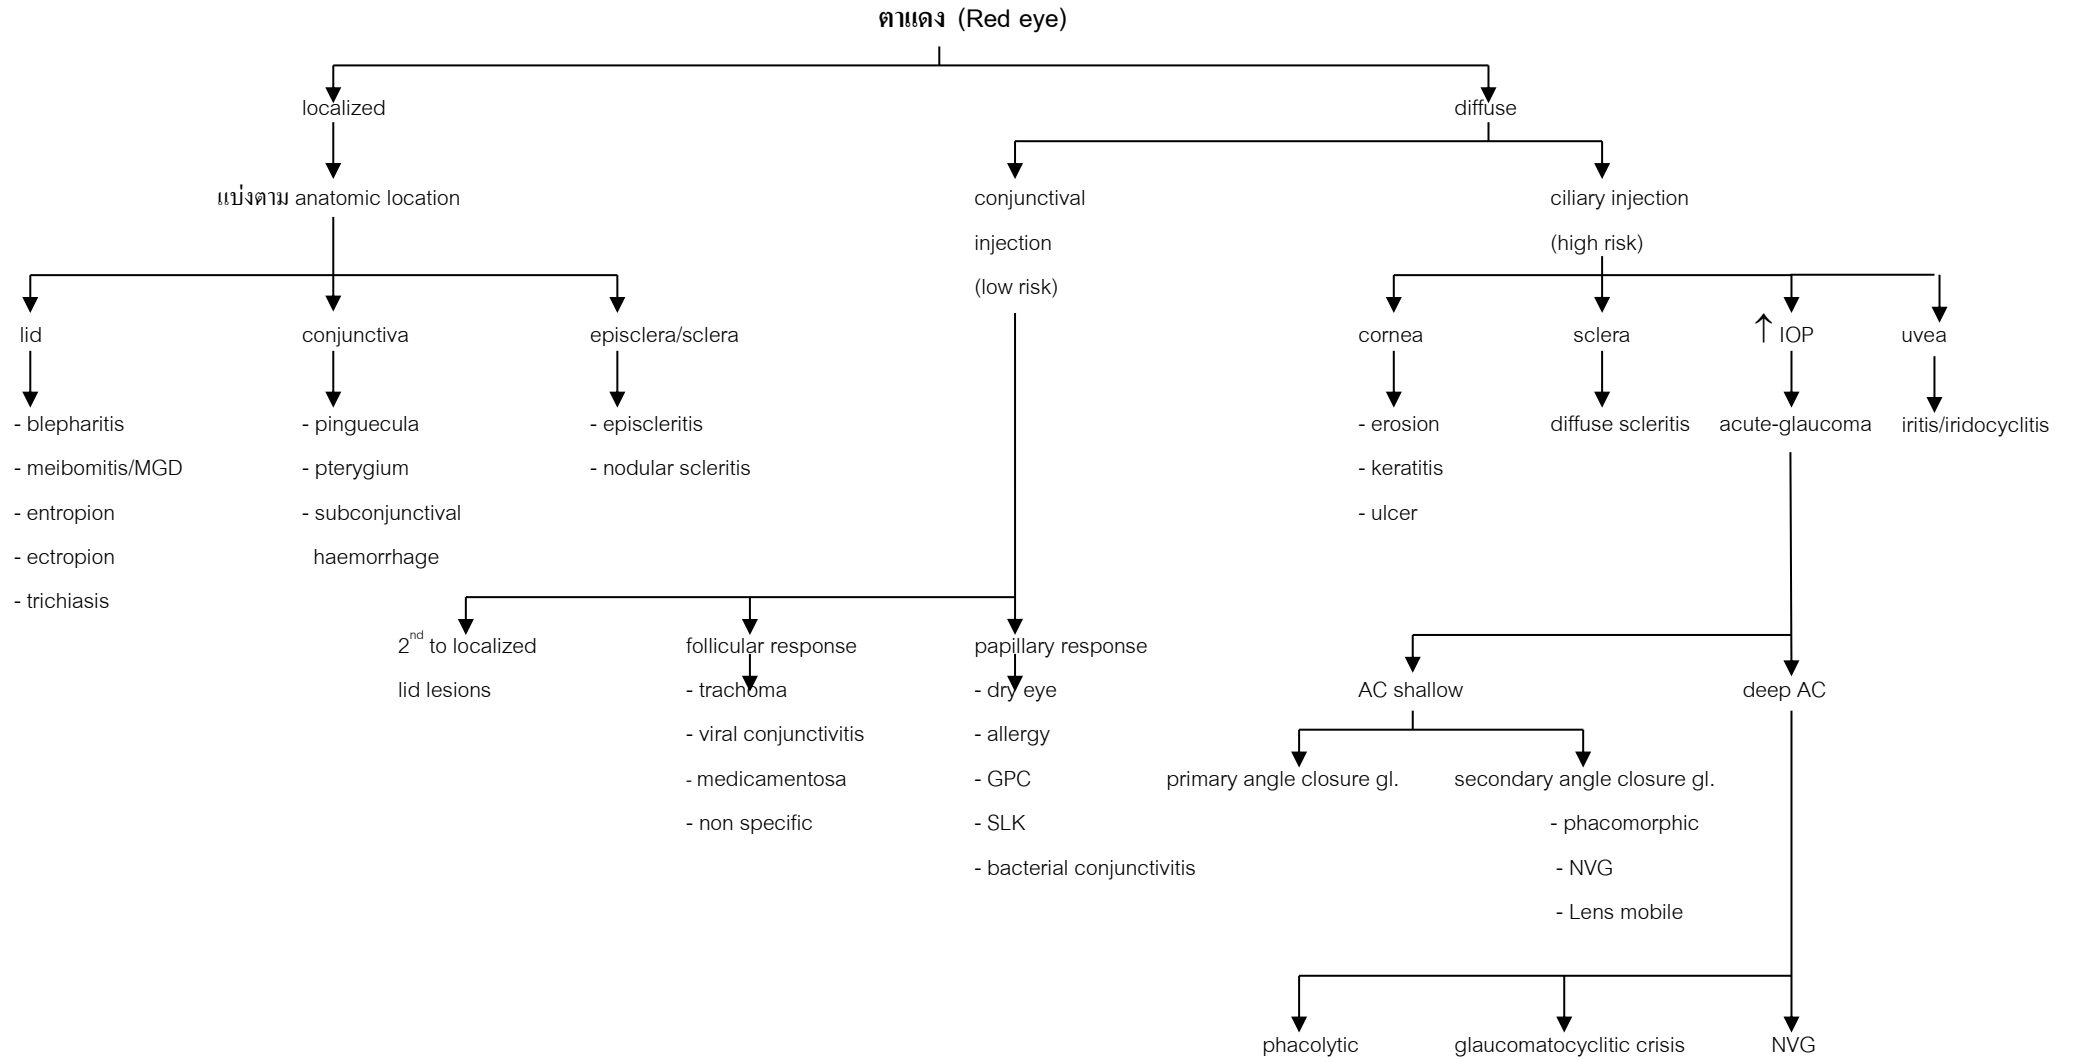 ตาแดง (Red eye)
localized
diffuse
แบ่งตาม anatomic location
conjunctival
injection
(low risk)
ciliary injection
(high risk)
lid
conjunctiva
episclera/sclera
cornea
sclera
↑ IOP
uvea
- blepharitis
- meibomitis/MGD
- entropion
- ectropion
- trichiasis
- pinguecula
- pterygium
- subconjunctival
haemorrhage
- episcleritis
- nodular scleritis
- erosion
- keratitis
- ulcer
diffuse scleritis
acute-glaucoma
iritis/iridocyclitis
2nd to localized
lid lesions
follicular response
- trachoma
- viral conjunctivitis
- medicamentosa
- non specific
papillary response
- dry eye
- allergy
- GPC
- SLK
- bacterial conjunctivitis
AC shallow
deep AC
primary angle closure gl.
secondary angle closure gl.
- phacomorphic
- NVG
- Lens mobile
phacolytic
glaucomatocyclitic crisis
NVG